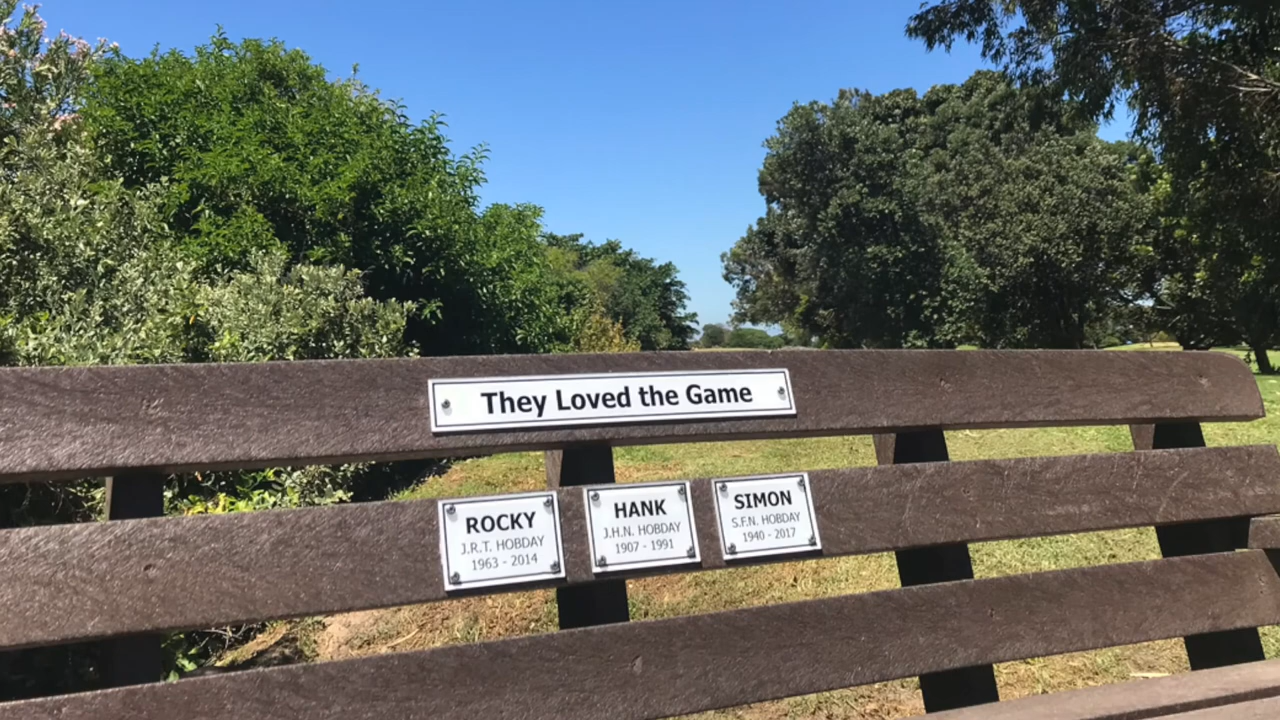 They Loved the Game
ROCKY
J.R.T. HOBDAY
1963 - 2014
HANK
J.H.N. HOBDAY
1907 - 1991
SIMON
S.F.N. HOBDAY
1940 - 2017